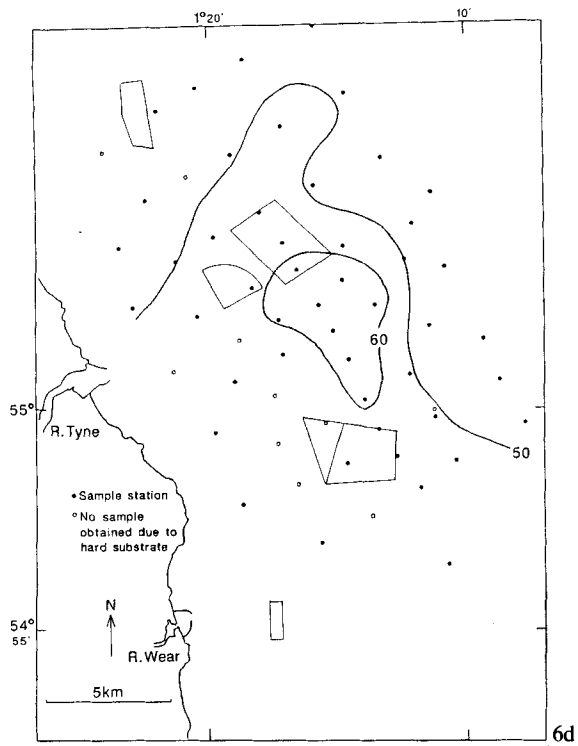 1°20'
10'
60
55°
R.Tyne
50
Sample station
No sample
obtained due to
hard substrate
54°
55'
N
R.Wear
5km
6d